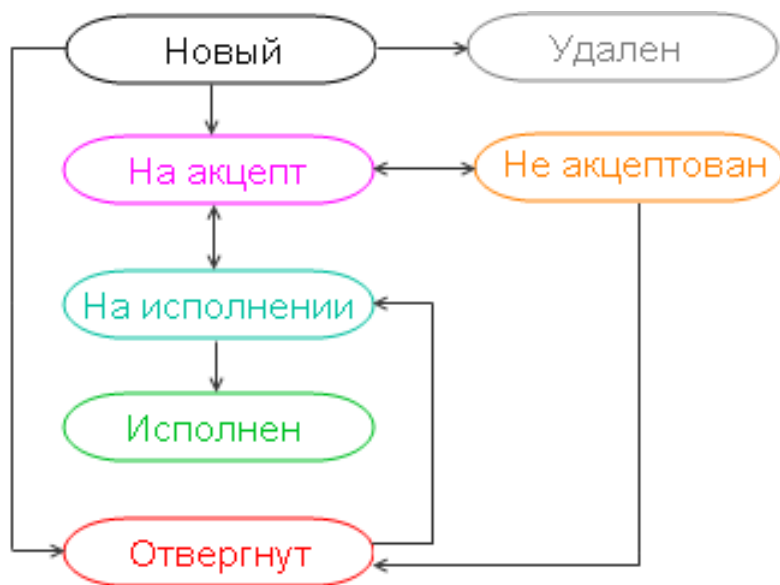 Новый
Удален
На акцепт
Не акцептован
На исполнении
Исполнен
Отвергнут